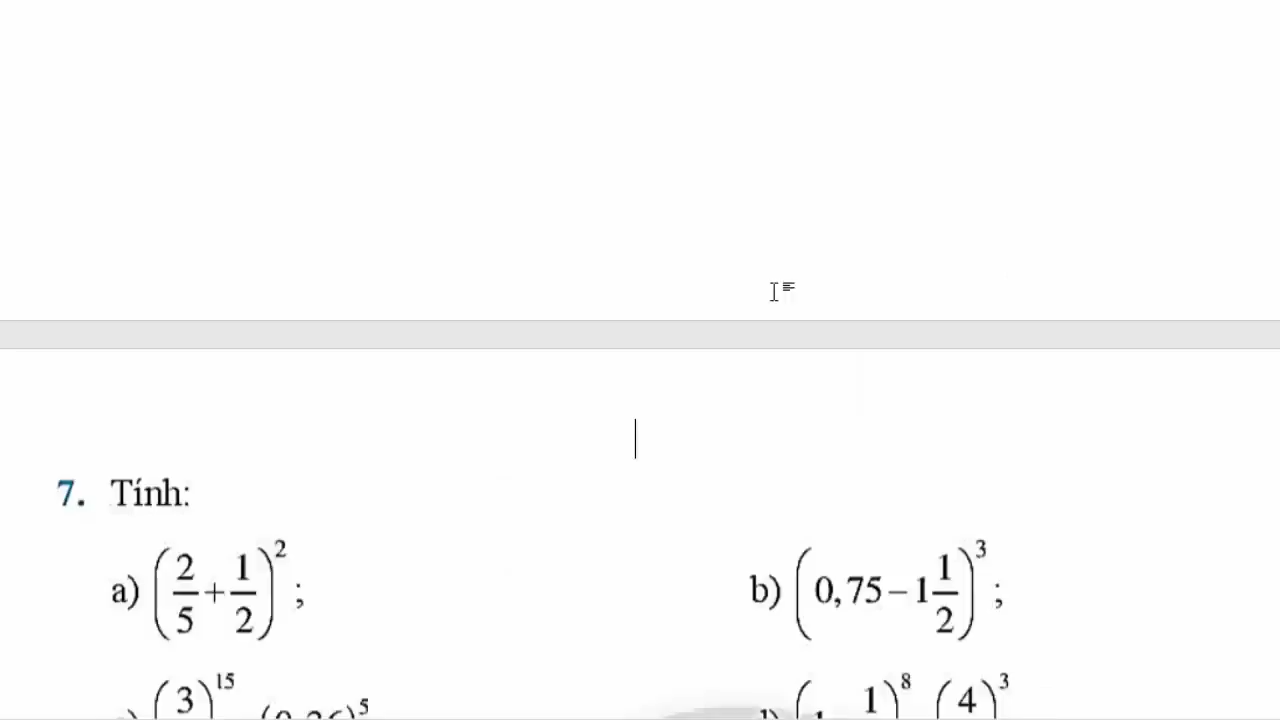 7. Tính:
a) (2/5 + 1/2)^2 ; b) (0,75 – 1 1/2)^3 ;